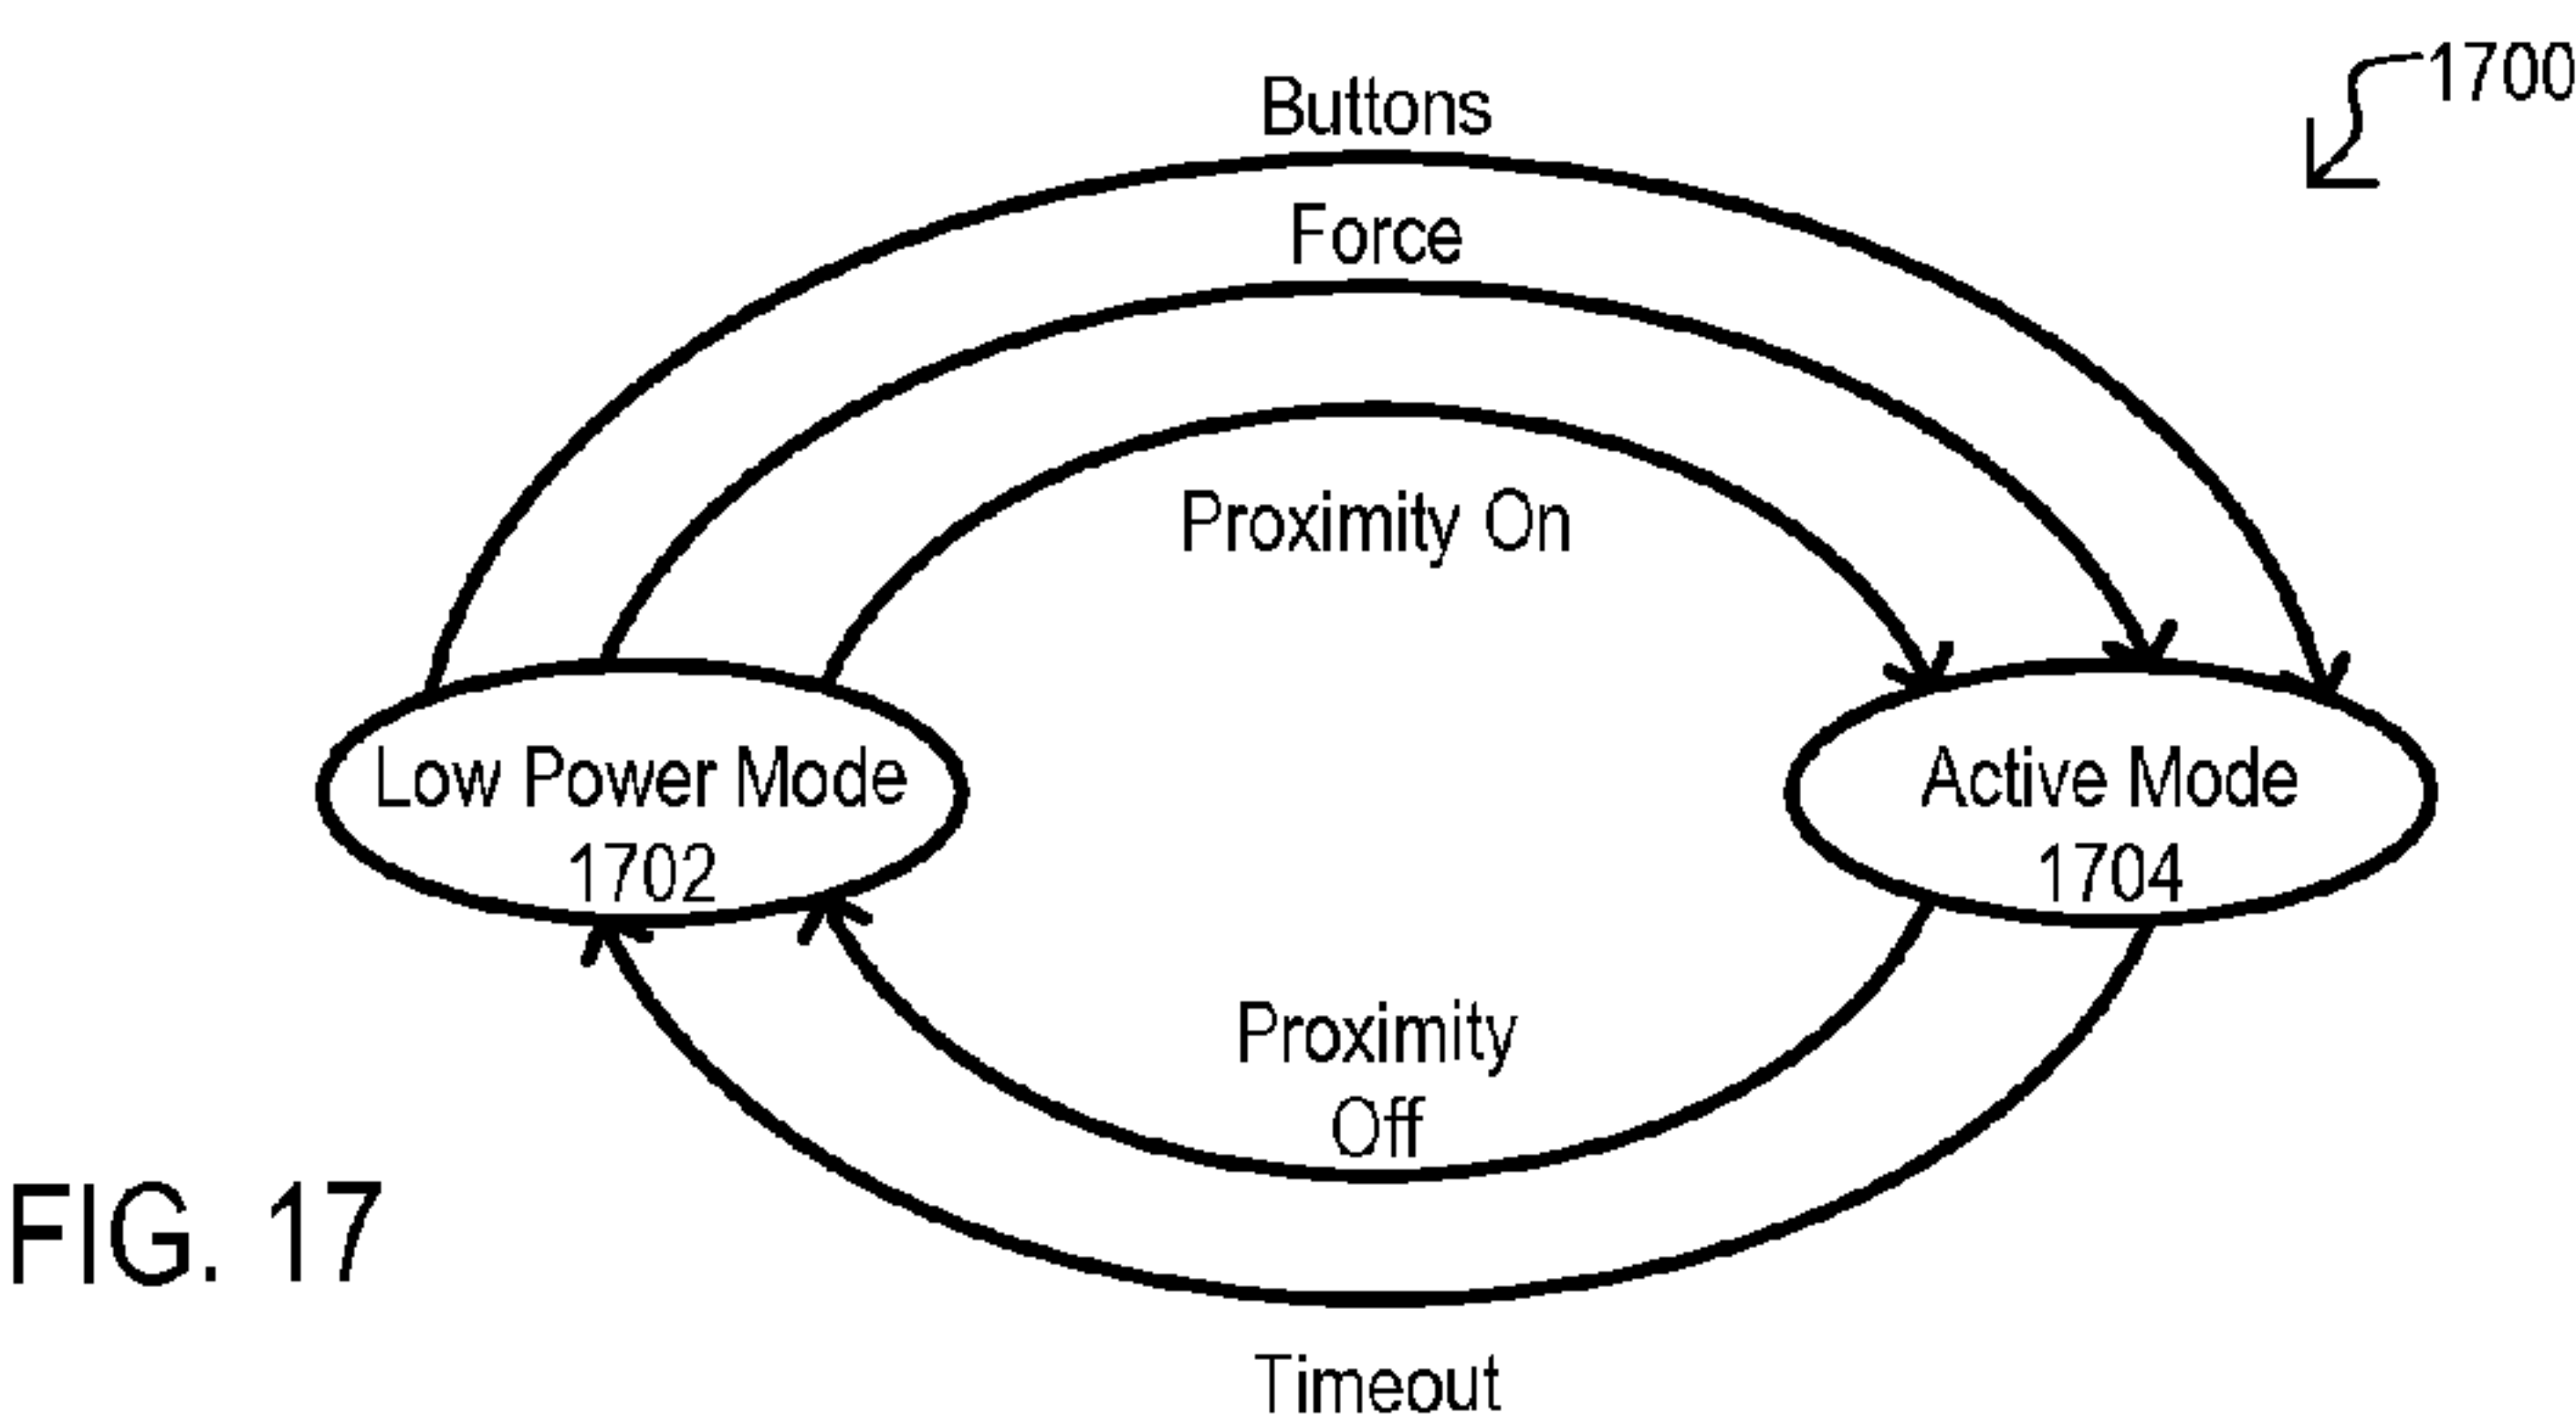 1700
Buttons
Force
Proximity On
Low Power Mode
1702
Active Mode
1704
Proximity
Off
Timeout
FIG. 17